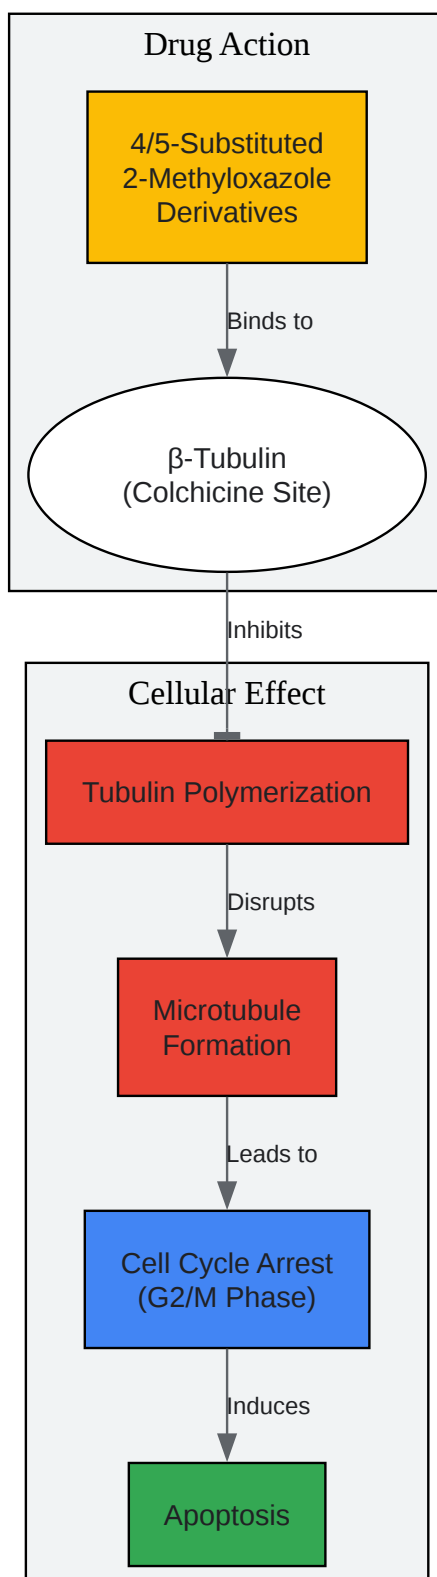 Drug Action
4/5-Substituted
2-Methyloxazole
Derivatives
Binds to
β-Tubulin
(Colchicine Site)
Inhibits
Cellular Effect
Tubulin Polymerization
Disrupts
Microtubule
Formation
Leads to
Cell Cycle Arrest
(G2/M Phase)
Induces
Apoptosis